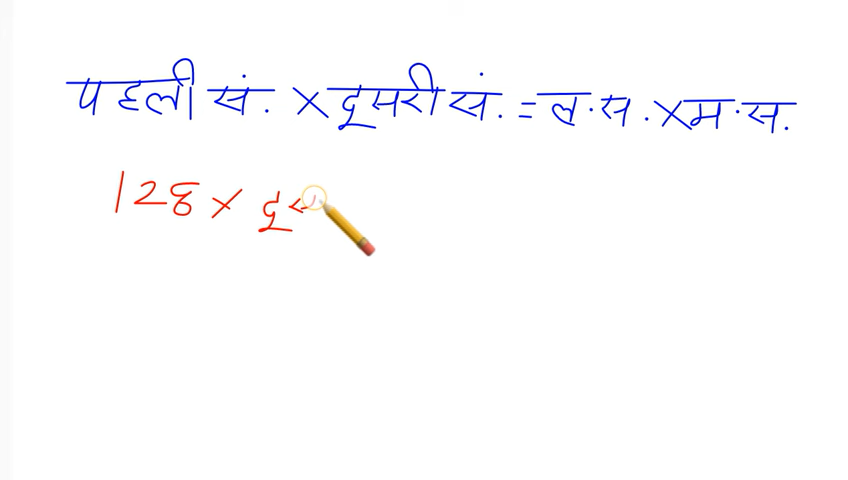 पहली सं. × दूसरी सं. = ल.स. × म.स.
128 ×